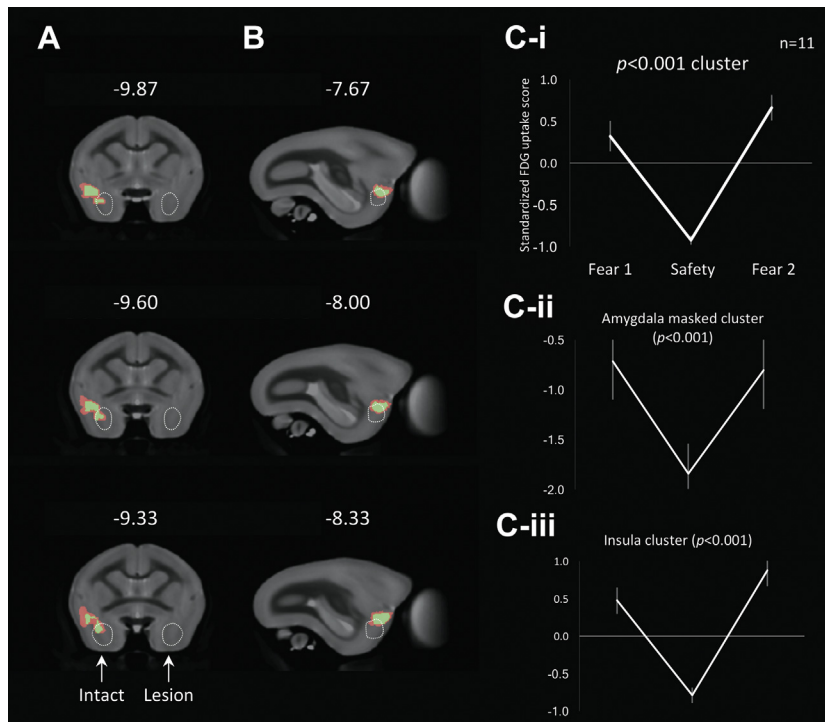 A
B
C-i
n=11
-9.87
-7.67
p<0.001 cluster
Standardized FDG uptake score
1.0
0.5
0.0
-0.5
-1.0
Fear 1
Safety
Fear 2
-9.60
-8.00
C-ii
Amygdala masked cluster
(p<0.001)
-0.5
-1.0
-1.5
-2.0
-9.33
-8.33
C-iii
Insula cluster (p<0.001)
1.0
0.5
0.0
-0.5
-1.0
Intact
Lesion